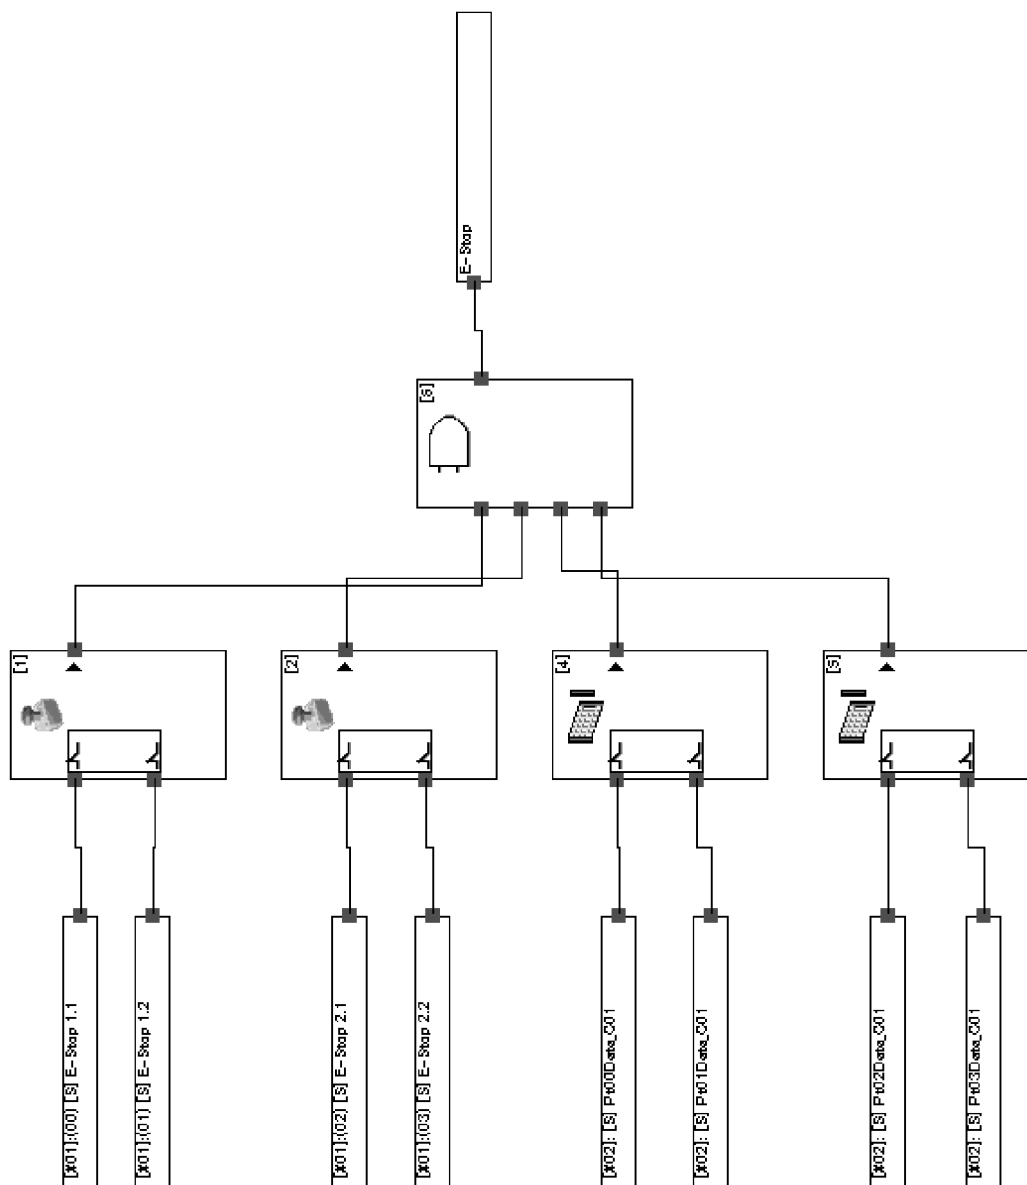 E- Stop
[6]
[1]
[2]
[4]
[5]
[#01]:(00) [S] E- Stop 1.1
[#01]:(01) [S] E- Stop 1.2
[#01]:(02) [S] E- Stop 2.1
[#01]:(03) [S] E- Stop 2.2
[#02]: [S] Pt00Data_C01
[#02]: [S] Pt01Data_C01
[#02]: [S] Pt02Data_C01
[#02]: [S] Pt03Data_C01